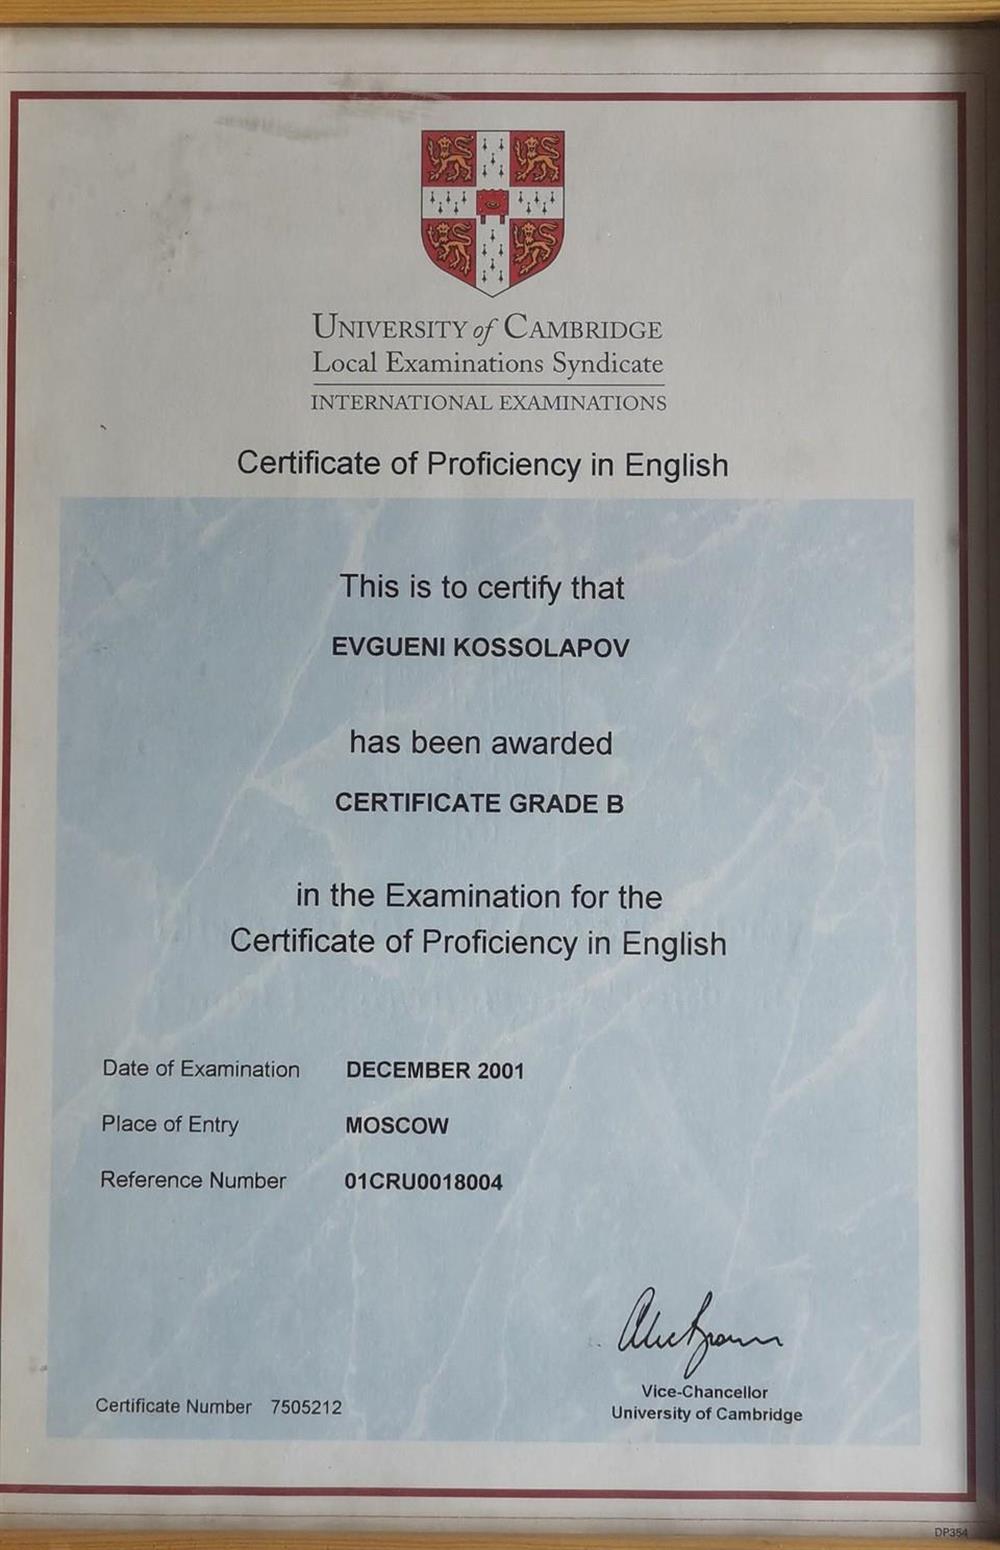 UNIVERSITY of CAMBRIDGE
Local Examinations Syndicate
INTERNATIONAL EXAMINATIONS
Certificate of Proficiency in English
This is to certify that
EVGUENI KOSSOLAPOV
has been awarded
CERTIFICATE GRADE B
in the Examination for the
Certificate of Proficiency in English
Date of Examination DECEMBER 2001
Place of Entry MOSCOW
Reference Number 01CRU0018004
Vice-Chancellor
University of Cambridge
Certificate Number 7505212
DP354